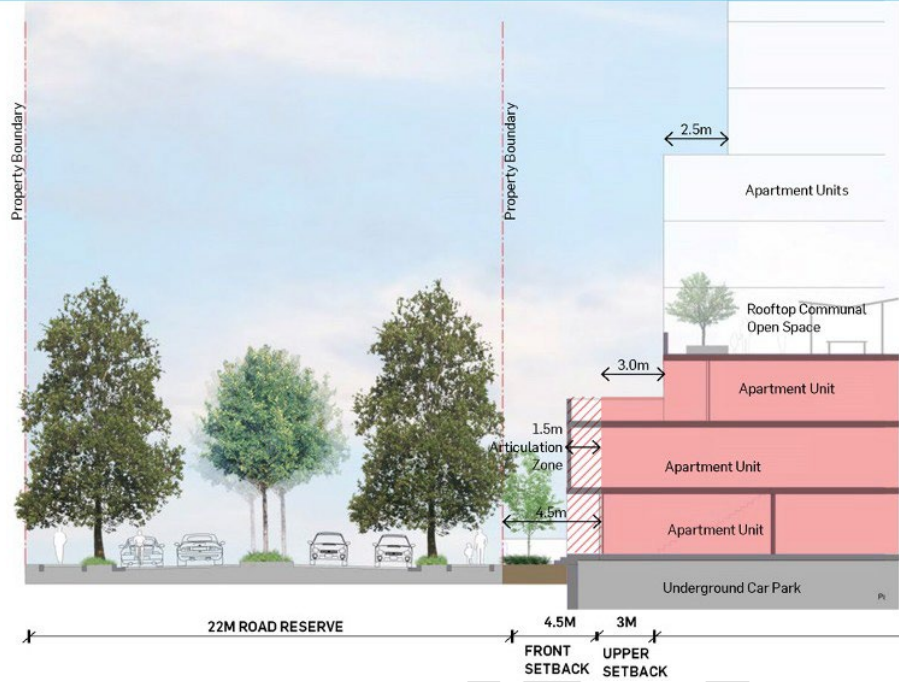 Property Boundary
Property Boundary
2.5m
Apartment Units
Rooftop Communal
Open Space
3.0m
Apartment Unit
1.5m
Articulation
Zone
Apartment Unit
4.5m
Apartment Unit
Underground Car Park
22M ROAD RESERVE
4.5M
3M
FRONT
SETBACK
UPPER
SETBACK